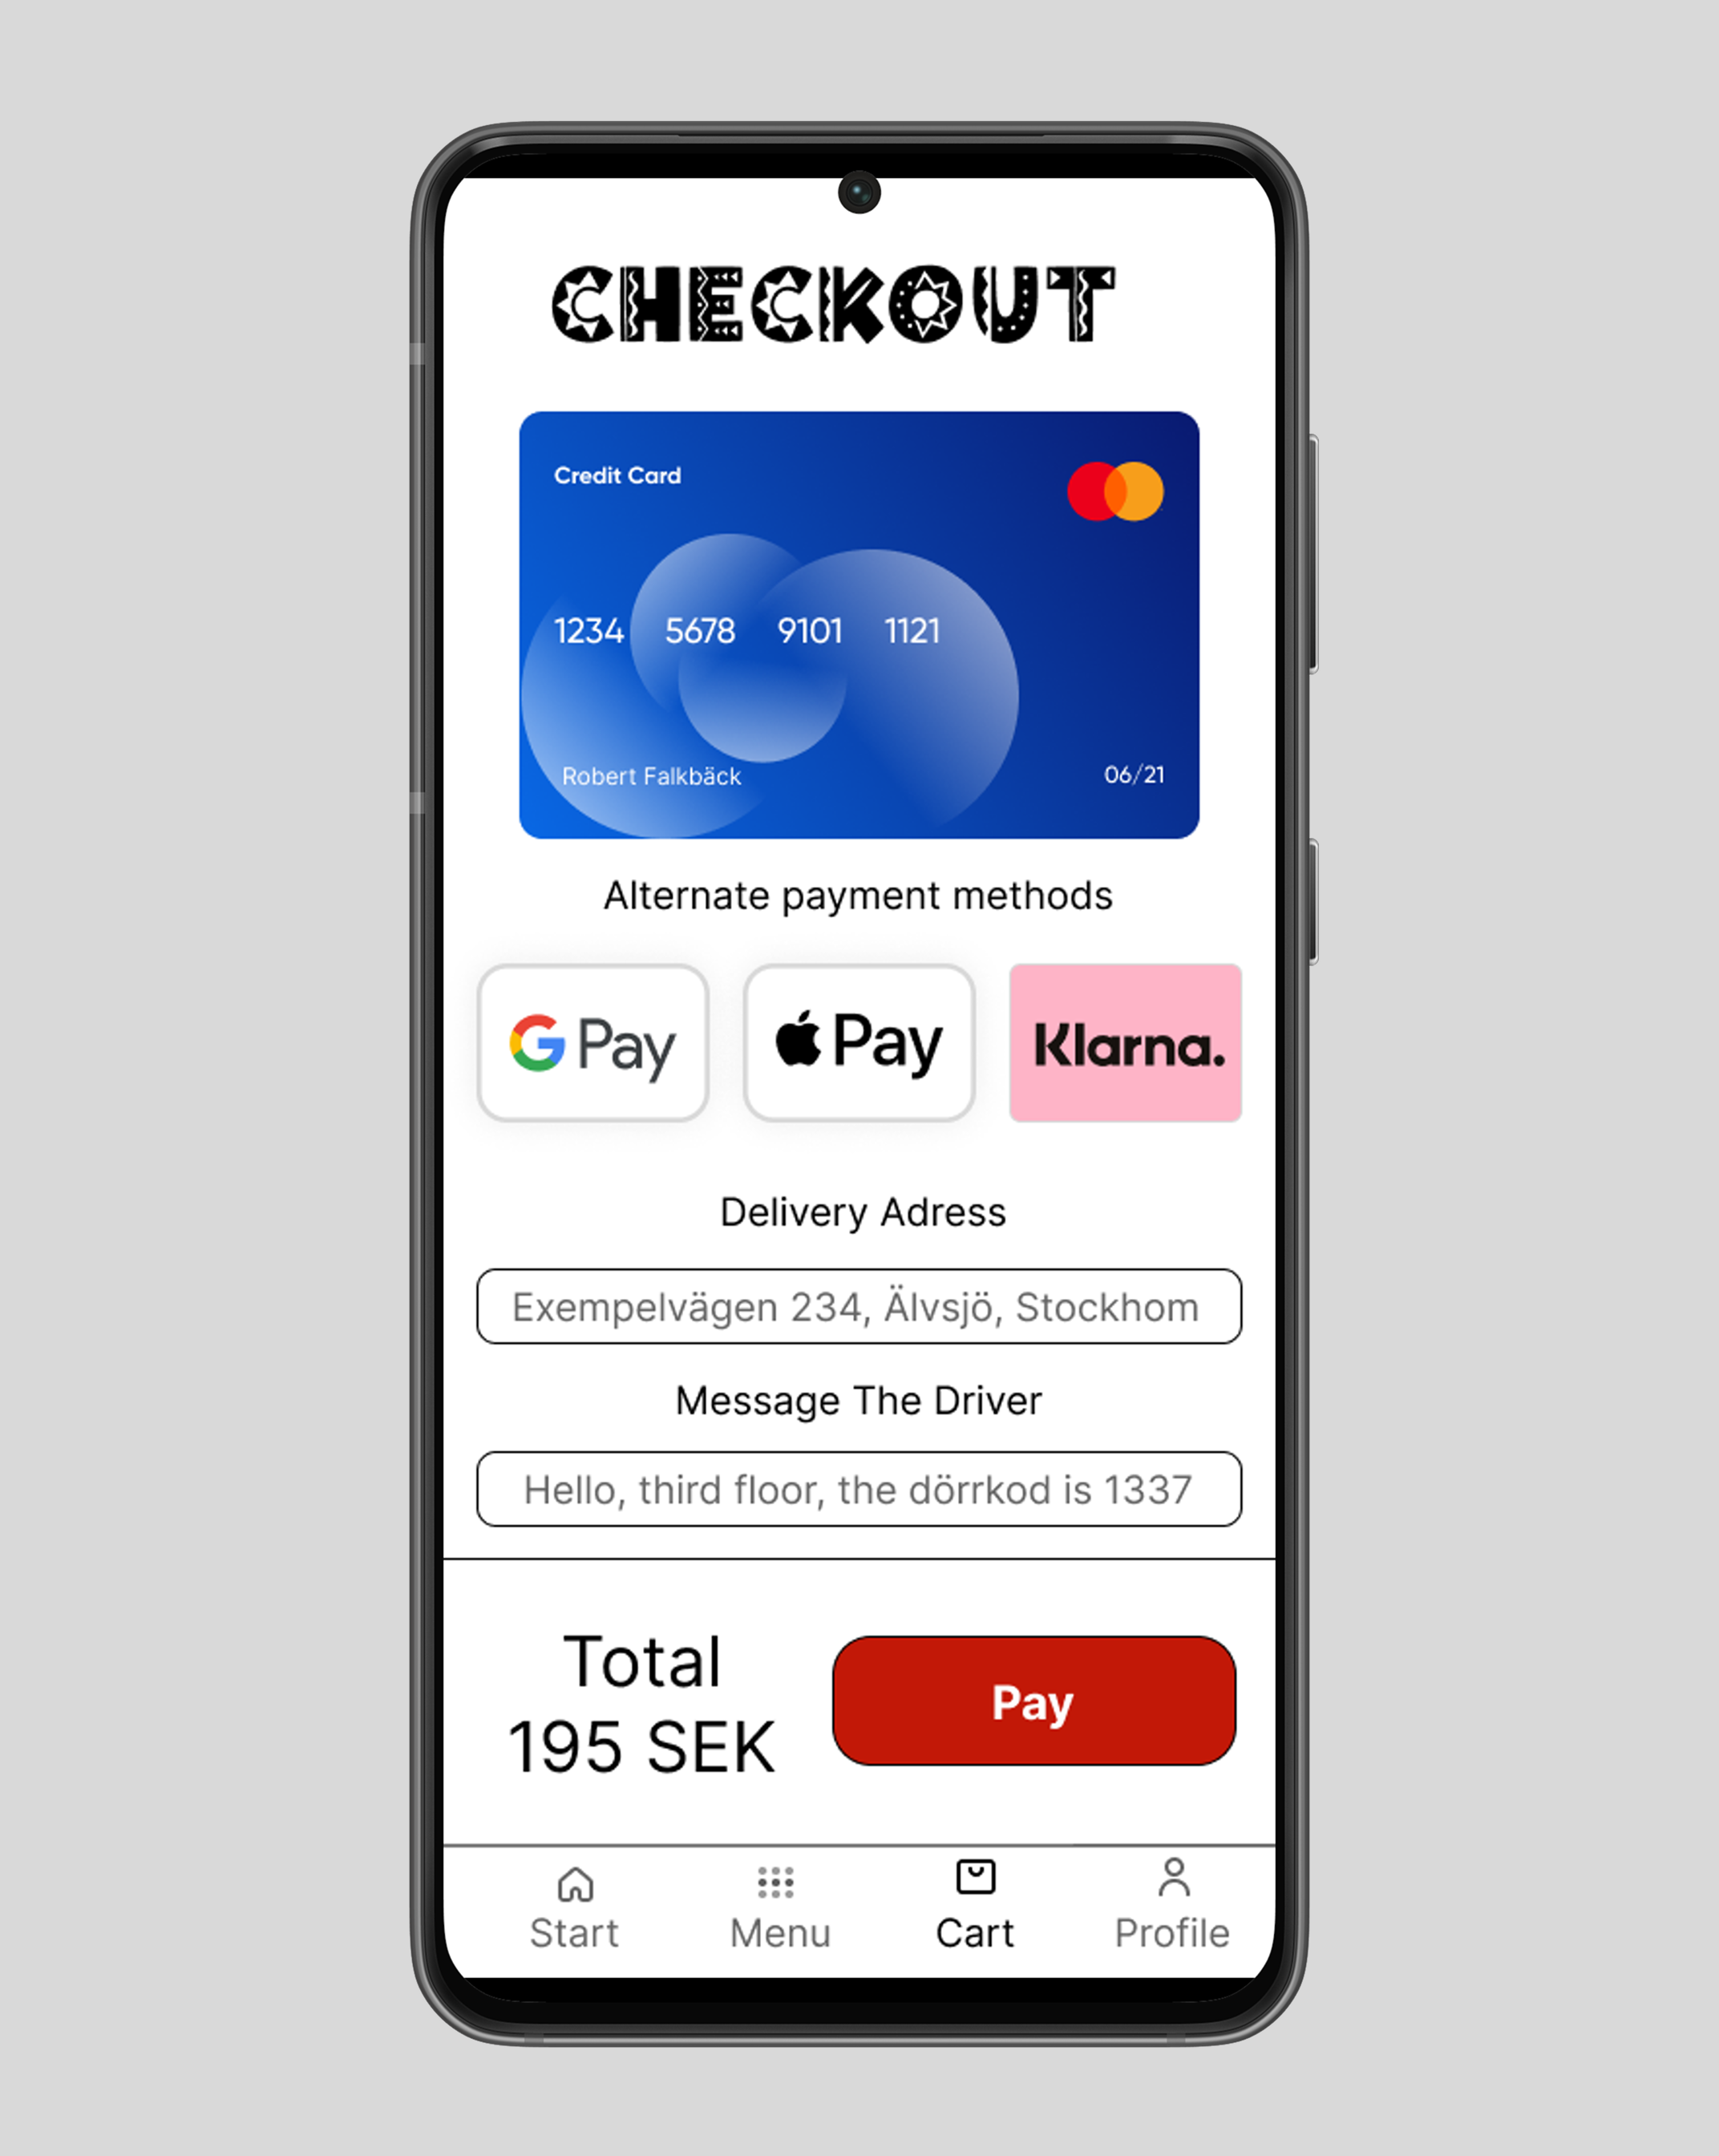 CHECKOUT
Credit Card
1234 5678 9101 1121
Robert Falkbäck 06/21
Alternate payment methods
G Pay Pay Klarna.
Delivery Adress
Exempelvägen 234, Älvsjö, Stockhom
Message The Driver
Hello, third floor, the dörrkod is 1337
Total
195 SEK
Pay
Start Menu Cart Profile